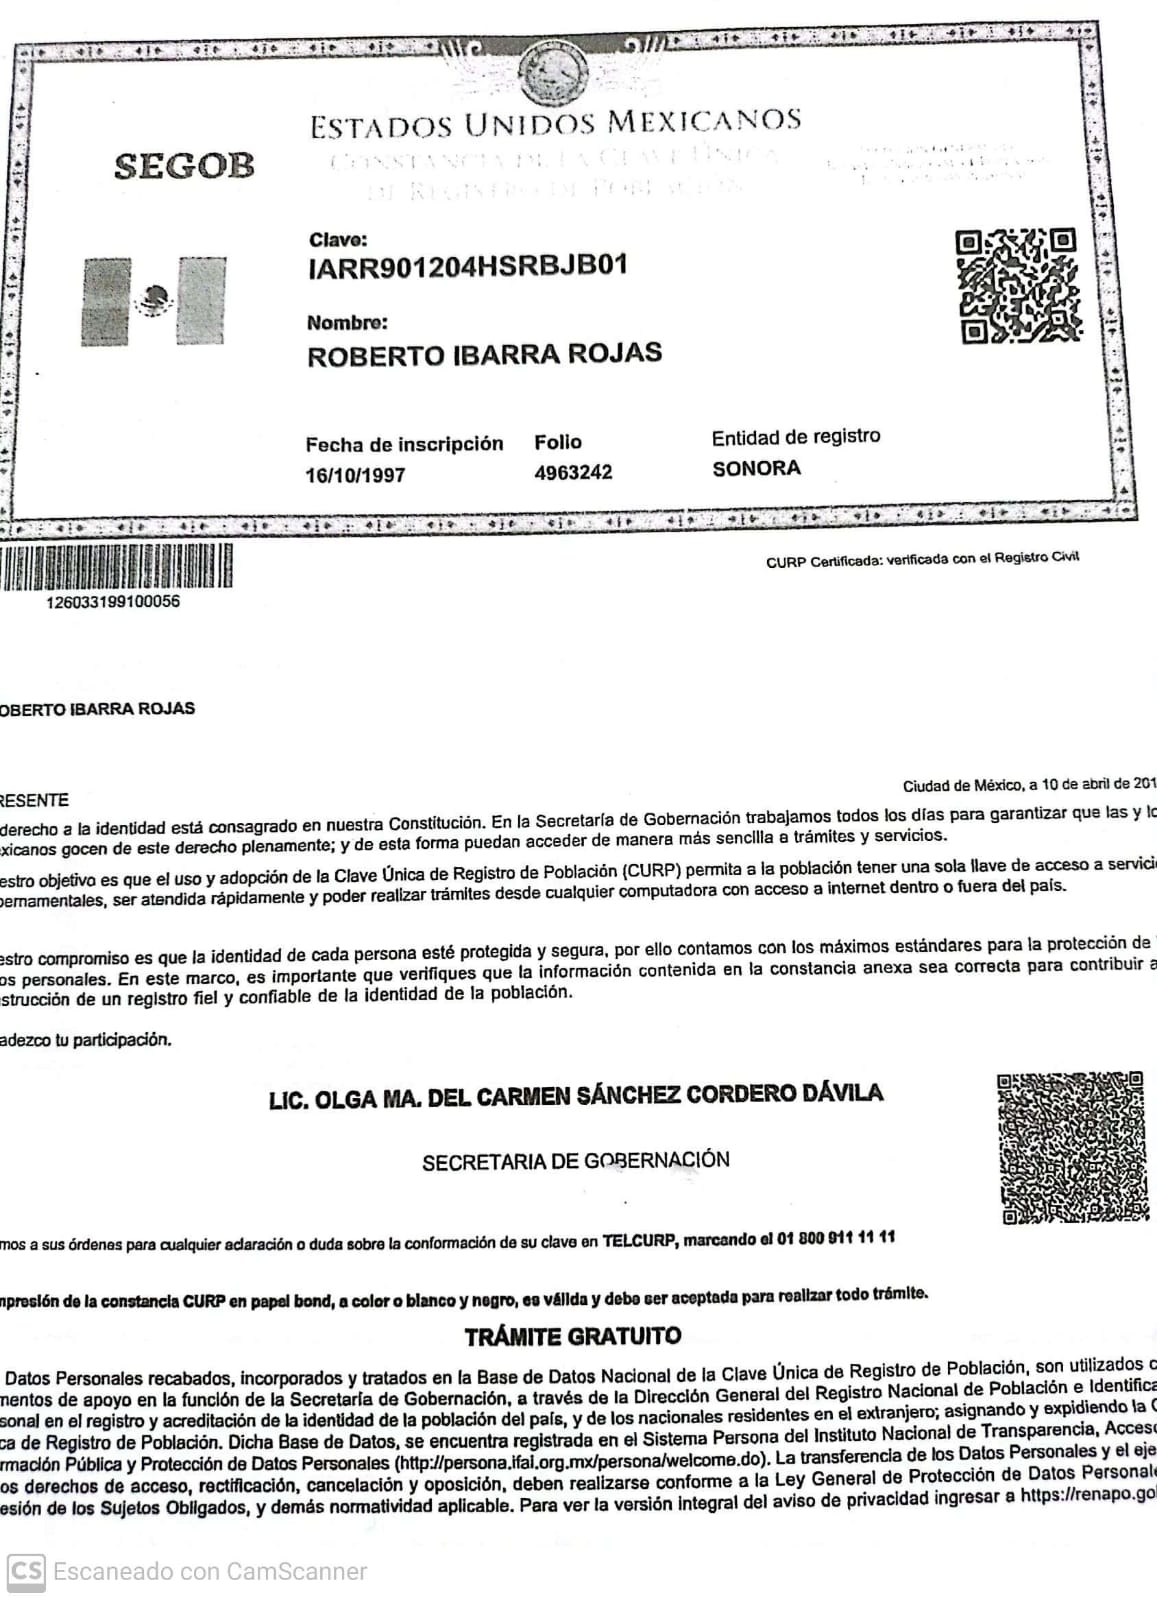 ESTADOS UNIDOS MEXICANOS
SEGOB
CONSTANCIA DE LA CLAVE ÚNICA
DE REGISTRO DE POBLACIÓN
Clave:
IARR901204HSRBJB01
Nombre:
ROBERTO IBARRA ROJAS
Fecha de inscripción Folio Entidad de registro
16/10/1997 4963242 SONORA
CURP Certificada: verificada con el Registro Civil
126033199100056
OBERTO IBARRA ROJAS
Ciudad de México, a 10 de abril de 201
RESENTE
derecho a la identidad está consagrado en nuestra Constitución. En la Secretaría de Gobernación trabajamos todos los días para garantizar que las y lo
xicanos gocen de este derecho plenamente; y de esta forma puedan acceder de manera más sencilla a trámites y servicios.
estro objetivo es que el uso y adopción de la Clave Única de Registro de Población (CURP) permita a la población tener una sola llave de acceso a servicio
bernamentales, ser atendida rápidamente y poder realizar trámites desde cualquier computadora con acceso a internet dentro o fuera del país.
estro compromiso es que la identidad de cada persona esté protegida y segura, por ello contamos con los máximos estándares para la protección de
os personales. En este marco, es importante que verifiques que la información contenida en la constancia anexa sea correcta para contribuir a
strucción de un registro fiel y confiable de la identidad de la población.
adezco tu participación.
LIC. OLGA MA. DEL CARMEN SÁNCHEZ CORDERO DÁVILA
SECRETARIA DE GOBERNACIÓN
mos a sus órdenes para cualquier aclaración o duda sobre la conformación de su clave en TELCURP, marcando el 01 800 911 11 11
mpresión de la constancia CURP en papel bond, a color o blanco y negro, es válida y debe ser aceptada para realizar todo trámite.
TRÁMITE GRATUITO
Datos Personales recabados, incorporados y tratados en la Base de Datos Nacional de la Clave Única de Registro de Población, son utilizados c
mentos de apoyo en la función de la Secretaría de Gobernación, a través de la Dirección General del Registro Nacional de Población e Identifica
sonal en el registro y acreditación de la identidad de la población del país, y de los nacionales residentes en el extranjero; asignando y expidiendo la C
ca de Registro de Población. Dicha Base de Datos, se encuentra registrada en el Sistema Persona del Instituto Nacional de Transparencia, Acceso
rmación Pública y Protección de Datos Personales (http://persona.ifai.org.mx/persona/welcome.do). La transferencia de los Datos Personales y el eje
os derechos de acceso, rectificación, cancelación y oposición, deben realizarse conforme a la Ley General de Protección de Datos Personale
esión de los Sujetos Obligados, y demás normatividad aplicable. Para ver la versión integral del aviso de privacidad ingresar a https://renapo.gob
CS Escaneado con CamScanner